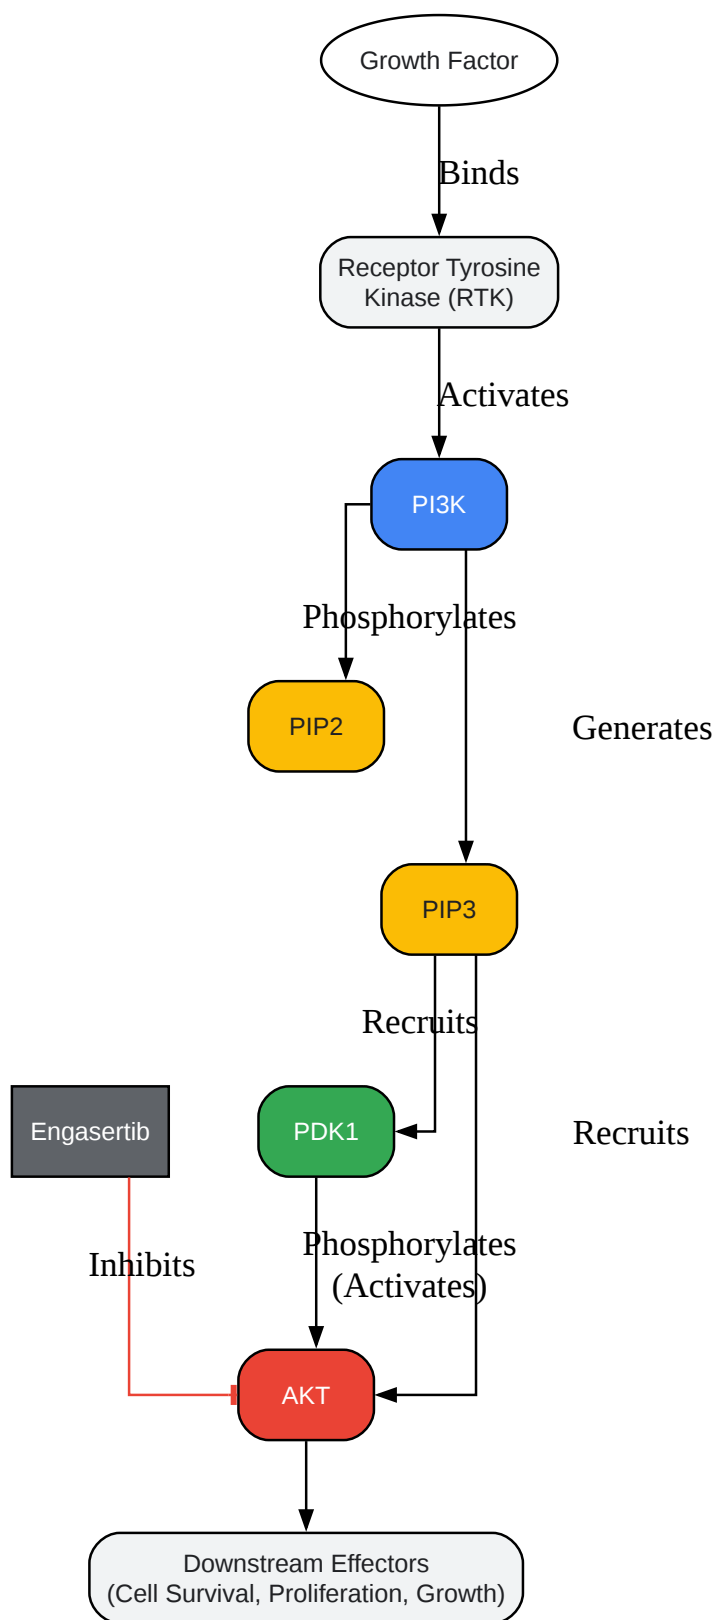 Growth Factor
Binds
Receptor Tyrosine
Kinase (RTK)
Activates
PI3K
Phosphorylates
PIP2
Generates
PIP3
Recruits
Engasertib
PDK1
Recruits
Inhibits
Phosphorylates
(Activates)
AKT
Downstream Effectors
(Cell Survival, Proliferation, Growth)